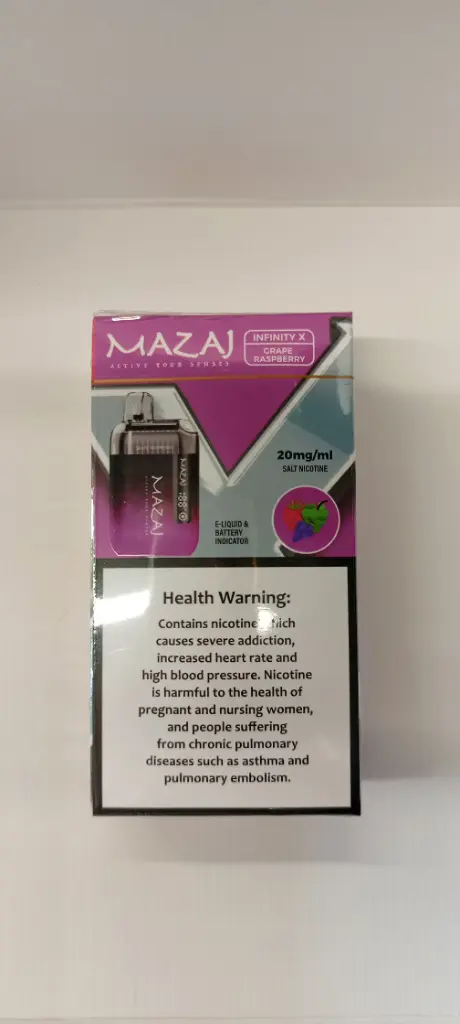 MAZAJ
ACTIVE YOUR SENSES
INFINITY X
GRAPE
RASPBERRY
20mg/ml
SALT NICOTINE
MAZAJ
MAZAJ
E-LIQUID &
BATTERY
INDICATOR
Health Warning:
Contains nicotine which
causes severe addiction,
increased heart rate and
high blood pressure. Nicotine
is harmful to the health of
pregnant and nursing women,
and people suffering
from chronic pulmonary
diseases such as asthma and
pulmonary embolism.